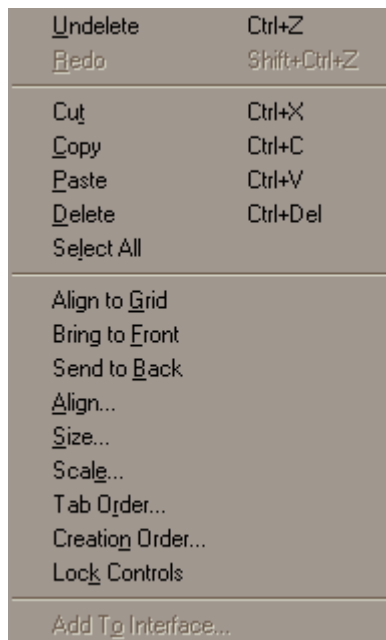 Undelete Ctrl+Z
Redo Shift+Ctrl+Z
Cut Ctrl+X
Copy Ctrl+C
Paste Ctrl+V
Delete Ctrl+Del
Select All
Align to Grid
Bring to Front
Send to Back
Align...
Size...
Scale...
Tab Order...
Creation Order...
Lock Controls
Add To Interface...